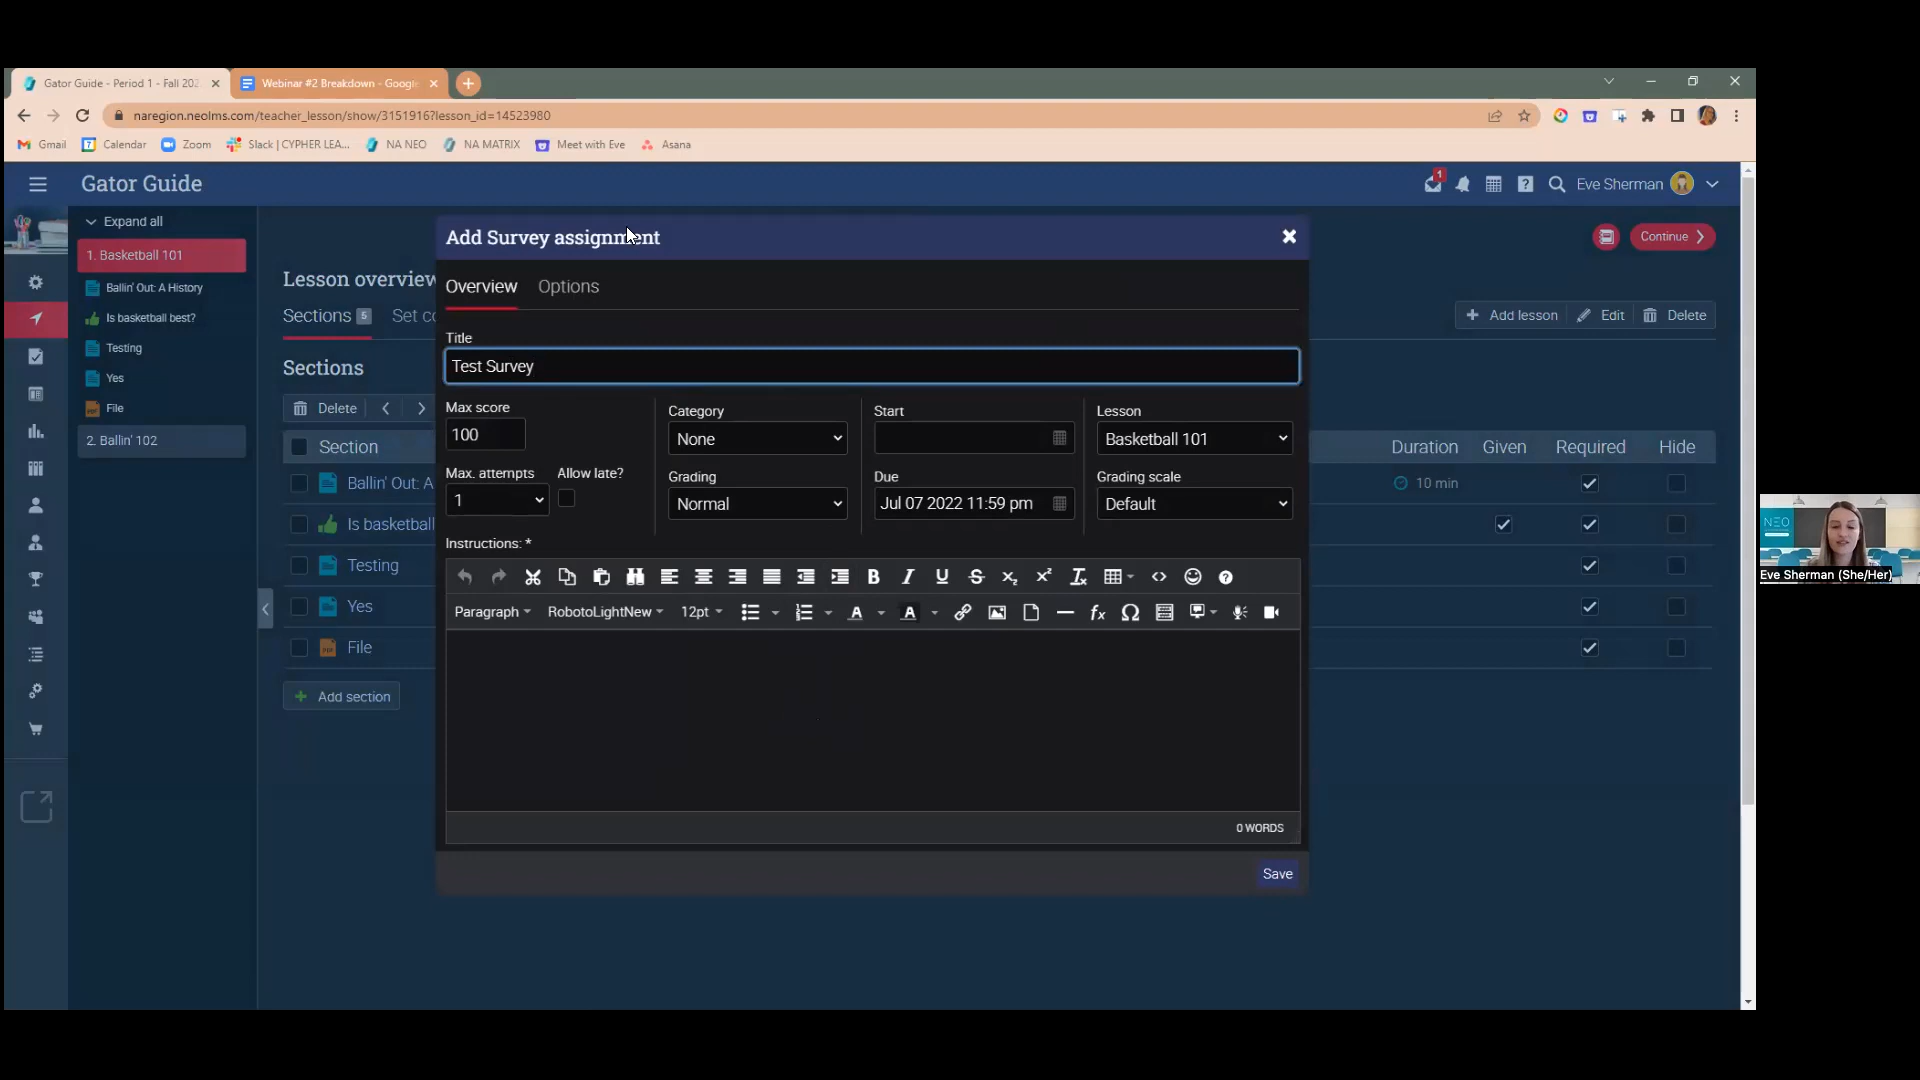 Gator Guide - Period 1 - Fall 202
Webinar #2 Breakdown - Google
naregion.neolms.com/teacher_lesson/show/3151916?lesson_id=14523980
Gmail
Calendar
Zoom
Slack | CYPHER LEA...
NA NEO
NA MATRIX
Meet with Eve
Asana
Gator Guide
1
Eve Sherman
Expand all
1. Basketball 101
Ballin' Out: A History
Is basketball best?
Testing
Yes
File
2. Ballin' 102
Lesson overview
Sections 5
Set co
Continue
Add lesson
Edit
Delete
Sections
Delete
Section
Duration
Given
Required
Hide
Ballin' Out: A
10 min
Is basketball
Testing
Yes
File
Add section
Add Survey assignment
Overview
Options
Title
Test Survey
Max score
100
Category
None
Start
Lesson
Basketball 101
Max. attempts
1
Allow late?
Grading
Normal
Due
Jul 07 2022 11:59 pm
Grading scale
Default
Instructions: *
Paragraph
RobotoLightNew
12pt
0 WORDS
Save
NEO
Eve Sherman (She/Her)